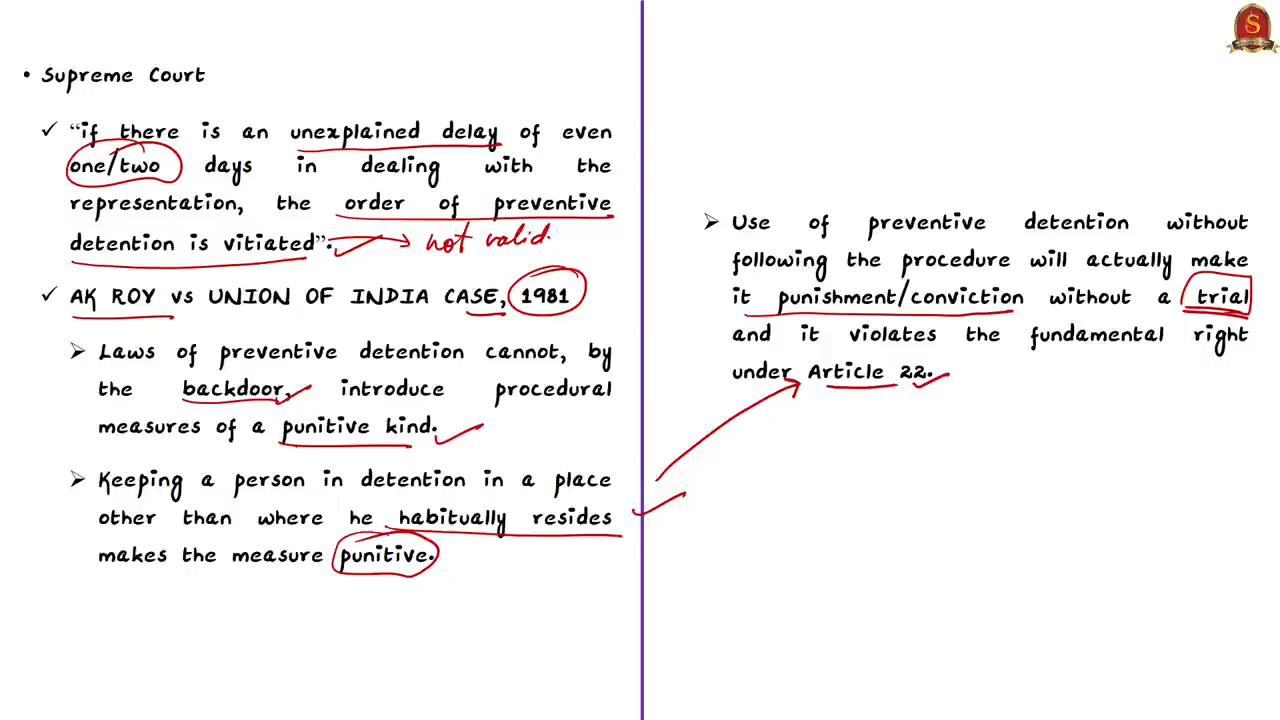 • Supreme Court
✓ “if there is an unexplained delay of even
one/two days in dealing with the
representation, the order of preventive
detention is vitiated”. → not valid.
✓ AK ROY vs UNION OF INDIA CASE, 1981
➢ Laws of preventive detention cannot, by
the backdoor, introduce procedural
measures of a punitive kind.
➢ Keeping a person in detention in a place
other than where he habitually resides
makes the measure punitive.
➢ Use of preventive detention without
following the procedure will actually make
it punishment/conviction without a trial
and it violates the fundamental right
under Article 22.
S